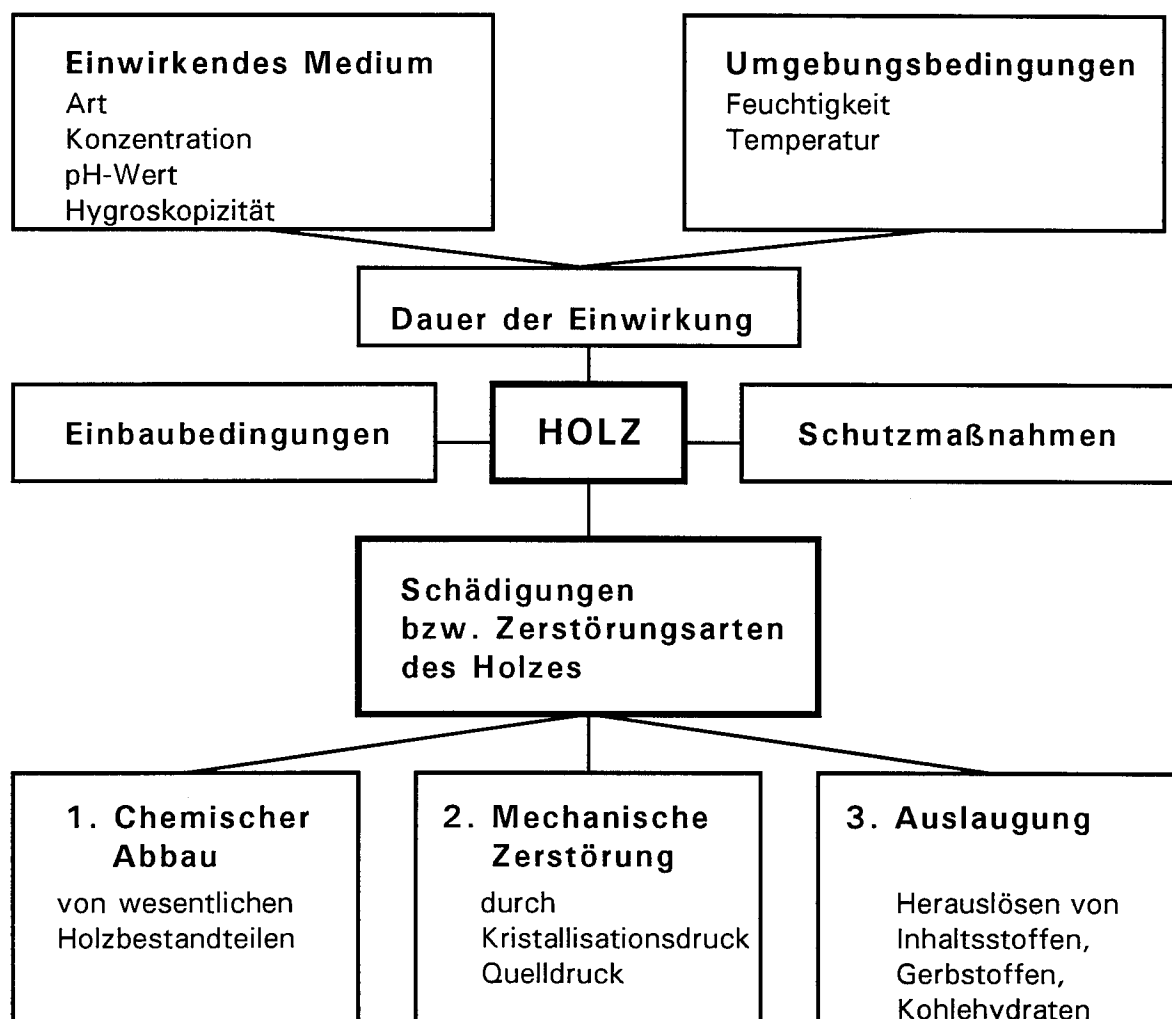 Einwirkendes Medium
Art
Konzentration
pH-Wert
Hygroskopizität
Umgebungsbedingungen
Feuchtigkeit
Temperatur
Dauer der Einwirkung
Einbaubedingungen
HOLZ
Schutzmaßnahmen
Schädigungen
bzw. Zerstörungsarten
des Holzes
1. Chemischer
Abbau
von wesentlichen
Holzbestandteilen
2. Mechanische
Zerstörung
durch
Kristallisationsdruck
Quelldruck
3. Auslaugung
Herauslösen von
Inhaltsstoffen,
Gerbstoffen,
Kohlehydraten